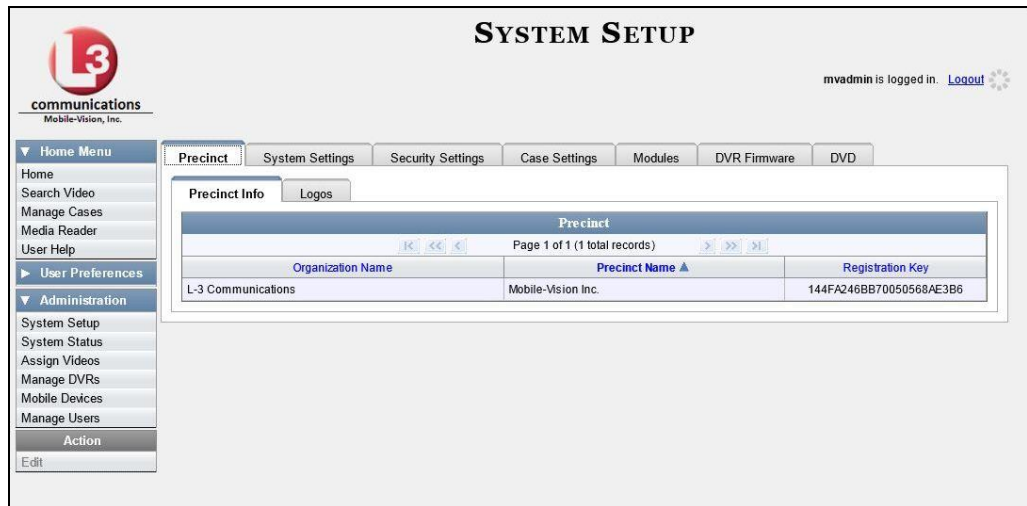 SYSTEM SETUP
L3
communications
Mobile-Vision, Inc.
mvadmin is logged in. Logout
Home Menu
Home
Search Video
Manage Cases
Media Reader
User Help
User Preferences
Administration
System Setup
System Status
Assign Videos
Manage DVRs
Mobile Devices
Manage Users
Action
Edit
Precinct System Settings Security Settings Case Settings Modules DVR Firmware DVD
Precinct Info Logos
Precinct
Page 1 of 1 (1 total records)
Organization Name Precinct Name Registration Key
L-3 Communications Mobile-Vision Inc. 144FA246BB70050568AE3B6